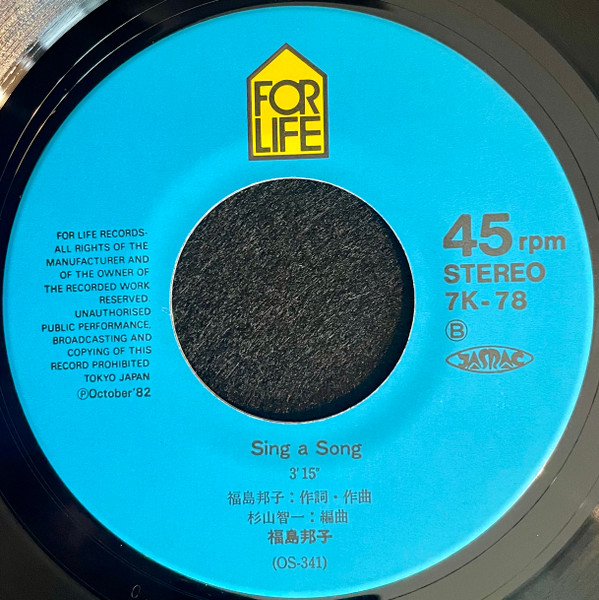 FOR
LIFE
FOR LIFE RECORDS·
ALL RIGHTS OF THE
MANUFACTURER AND
OF THE OWNER OF
THE RECORDED WORK
RESERVED.
UNAUTHORISED
PUBLIC PERFORMANCE,
BROADCASTING AND
COPYING OF THIS
RECORD PROHIBITED
TOKYO JAPAN
ⓟOctober'82
45 rpm
STEREO
7K-78
Ⓑ
JASRAC
Sing a Song
3'15"
福島邦子：作詞・作曲
杉山智一：編曲
福島邦子
(OS-341)